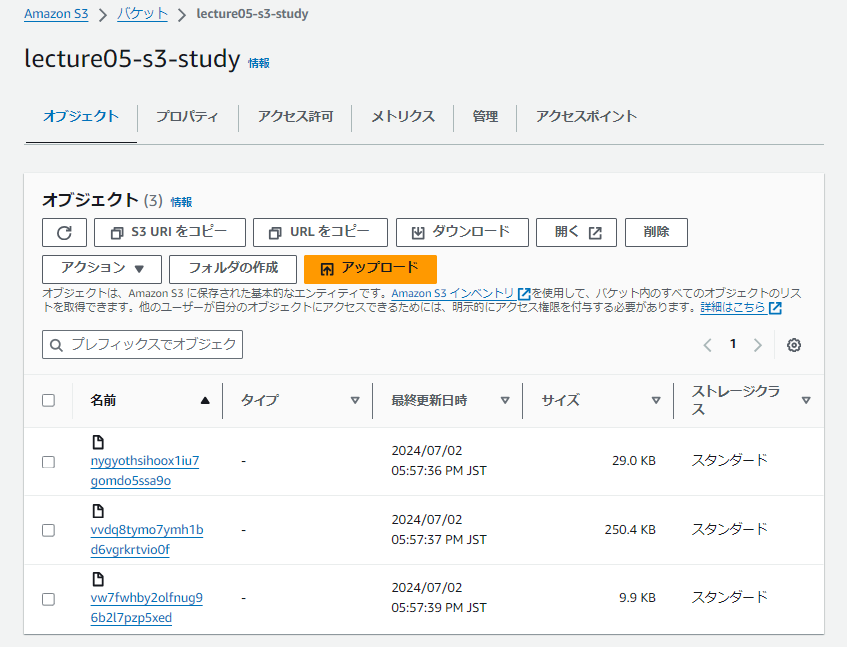 Amazon S3 > バケット > lecture05-s3-study
lecture05-s3-study 情報
オブジェクト プロパティ アクセス許可 メトリクス 管理 アクセスポイント
オブジェクト (3) 情報
S3 URI をコピー URL をコピー ダウンロード 開く 削除
アクション フォルダの作成 アップロード
オブジェクトは、Amazon S3 に保存された基本的なエンティティです。Amazon S3 インベントリ を使用して、バケット内のすべてのオブジェクトのリス
トを取得できます。他のユーザーが自分のオブジェクトにアクセスできるためには、明示的にアクセス権限を付与する必要があります。詳細はこちら
プレフィックスでオブジェク
1
名前 タイプ 最終更新日時 サイズ ストレージクラ
ス
nygyothsihoox1iu7
gomdo5ssa9o
-
2024/07/02
05:57:36 PM JST
29.0 KB
スタンダード
vvdq8tymo7ymh1b
d6vgrkrtvio0f
-
2024/07/02
05:57:37 PM JST
250.4 KB
スタンダード
vw7fwhby2olfnug9
6b2l7pzp5xed
-
2024/07/02
05:57:39 PM JST
9.9 KB
スタンダード